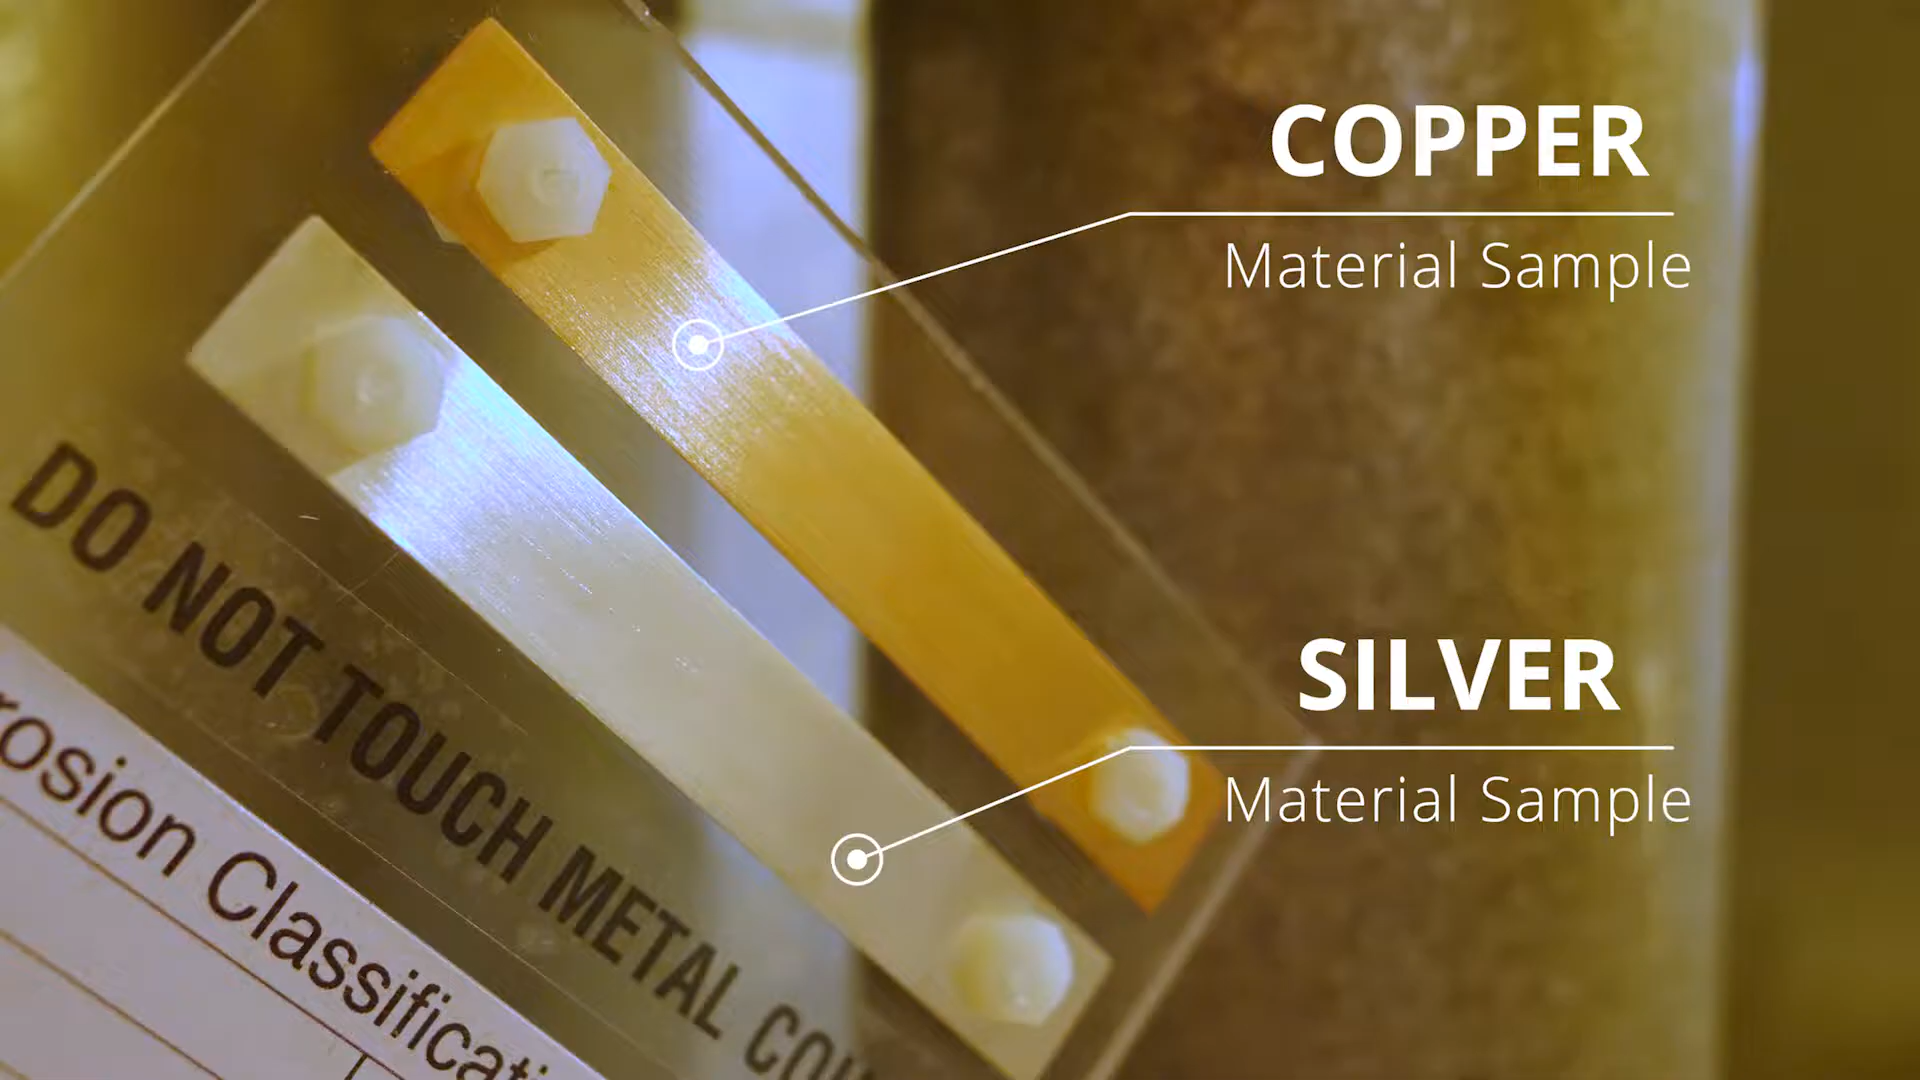 COPPER
Material Sample
SILVER
Material Sample
DO NOT TOUCH METAL
rosion Classificati